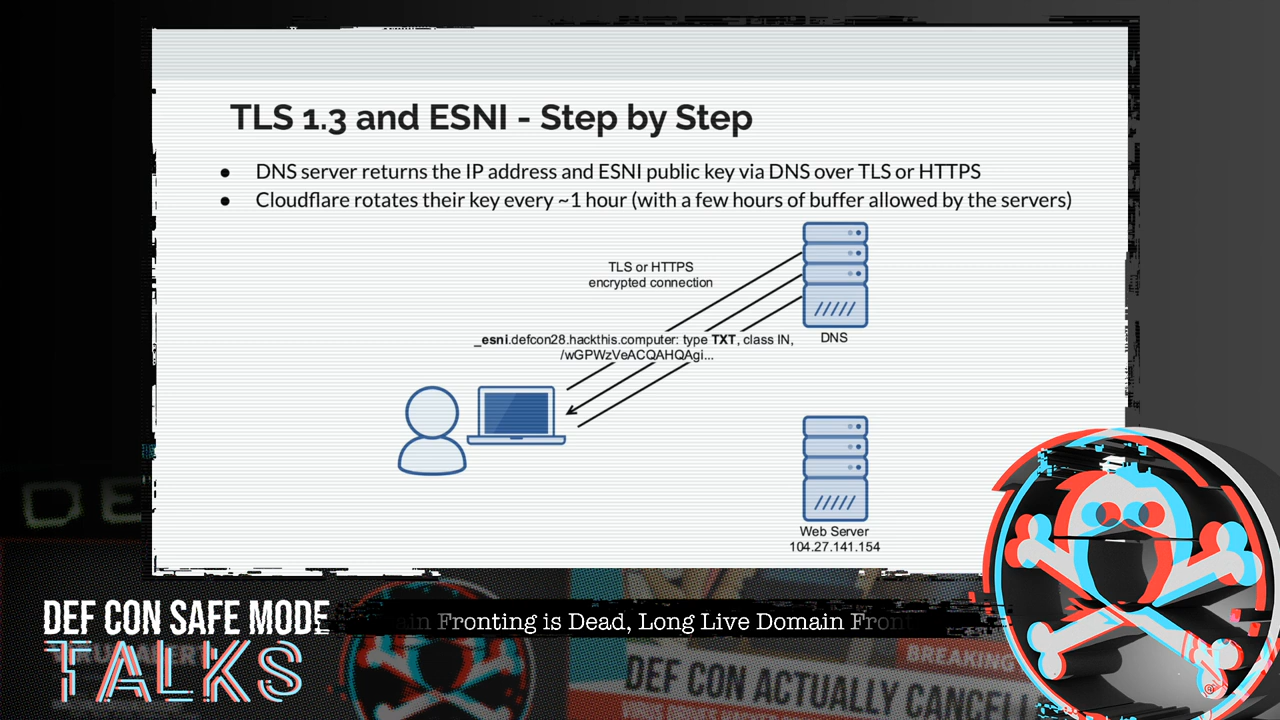 TLS 1.3 and ESNI - Step by Step
● DNS server returns the IP address and ESNI public key via DNS over TLS or HTTPS
● Cloudflare rotates their key every ~1 hour (with a few hours of buffer allowed by the servers)
TLS or HTTPS
encrypted connection
_esni.defcon28.hackthis.computer: type TXT, class IN,
/wGPWzVeACQAHQAgi...
DNS
Web Server
104.27.141.154
DE
DEF CON SAFE MODE
TALKS
ain Fronting is Dead, Long Live Domain Front
BREAKING
DEF CON ACTUALLY CANCELL